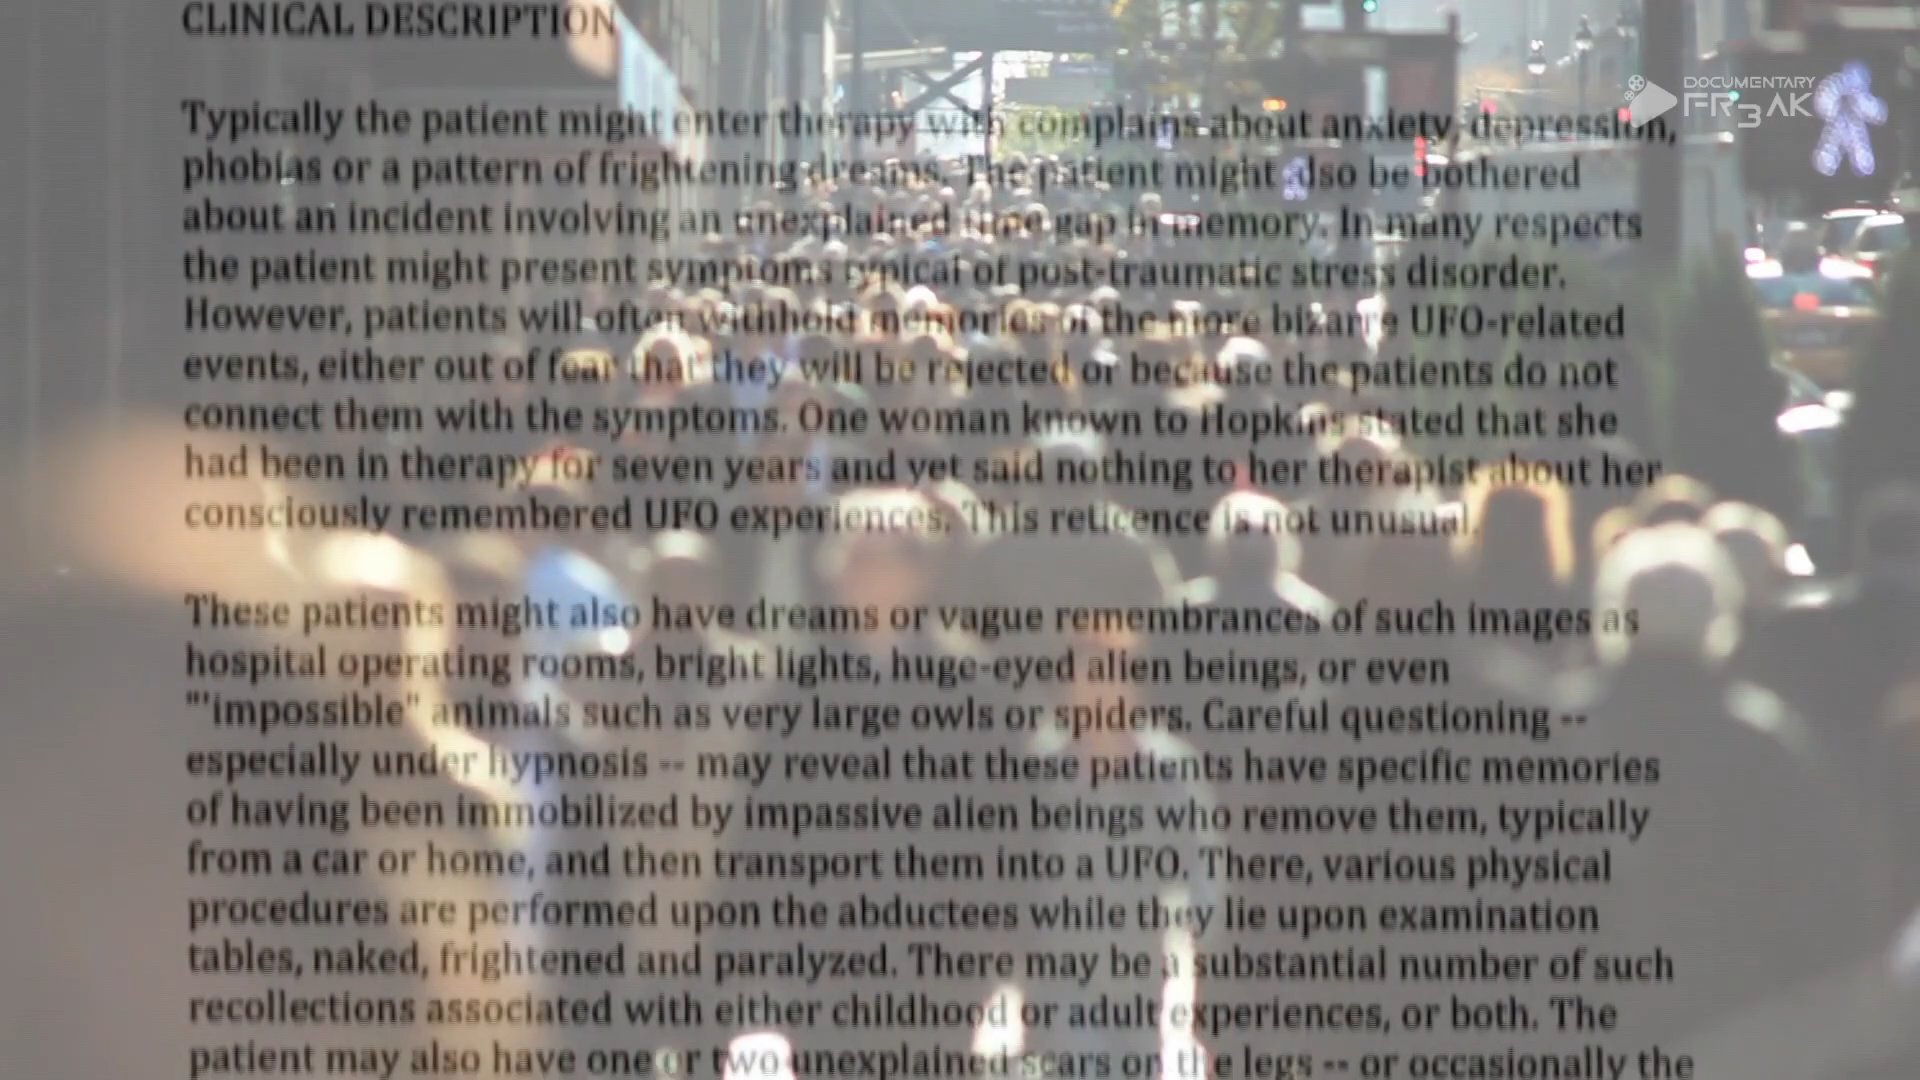 CLINICAL DESCRIPTION
DOCUMENTARY
FR3AK
Typically the patient might enter therapy with complains about anxiety, depression,
phobias or a pattern of frightening dreams. The patient might also be bothered
about an incident involving an unexplained time gap in memory. In many respects
the patient might present symptoms typical of post-traumatic stress disorder.
However, patients will often withhold memories of the more bizarre UFO-related
events, either out of fear that they will be rejected or because the patients do not
connect them with the symptoms. One woman known to Hopkins stated that she
had been in therapy for seven years and yet said nothing to her therapist about her
consciously remembered UFO experiences. This reticence is not unusual.
These patients might also have dreams or vague remembrances of such images as
hospital operating rooms, bright lights, huge-eyed alien beings, or even
"'impossible" animals such as very large owls or spiders. Careful questioning --
especially under hypnosis -- may reveal that these patients have specific memories
of having been immobilized by impassive alien beings who remove them, typically
from a car or home, and then transport them into a UFO. There, various physical
procedures are performed upon the abductees while they lie upon examination
tables, naked, frightened and paralyzed. There may be a substantial number of such
recollections associated with either childhood or adult experiences, or both. The
patient may also have one or two unexplained scars on the legs -- or occasionally the